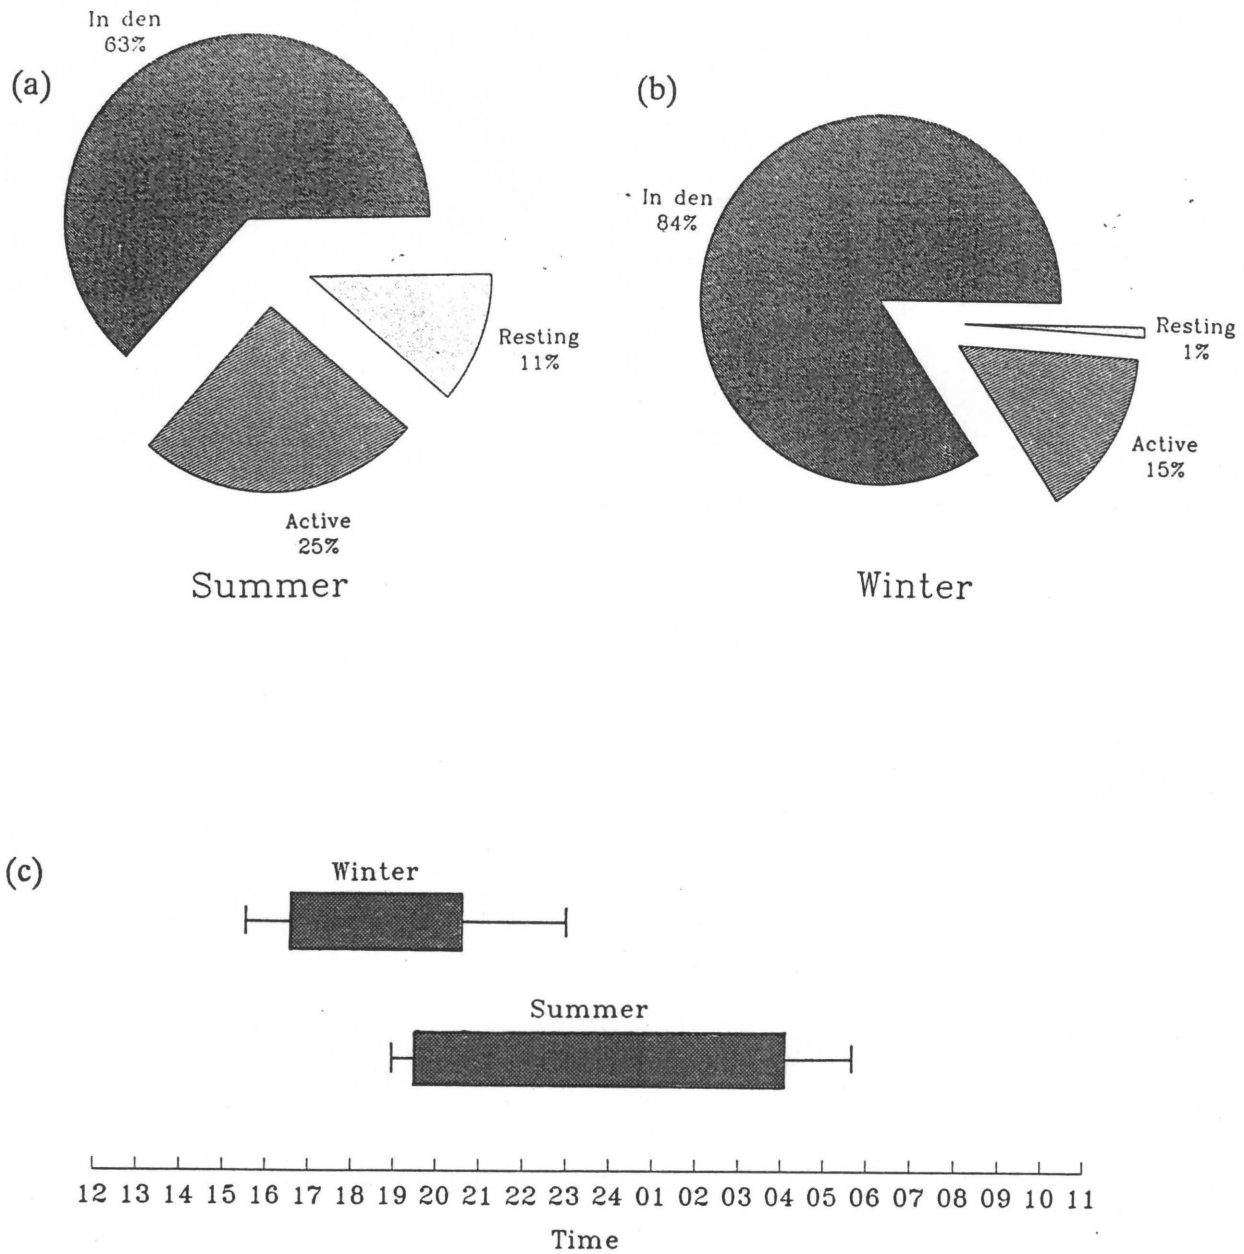 (a)
In den
63%
Resting
11%
Active
25%
Summer
(b)
In den
84%
Resting
1%
Active
15%
Winter
(c)
Winter
Summer
12 13 14 15 16 17 18 19 20 21 22 23 24 01 02 03 04 05 06 07 08 09 10 11
Time